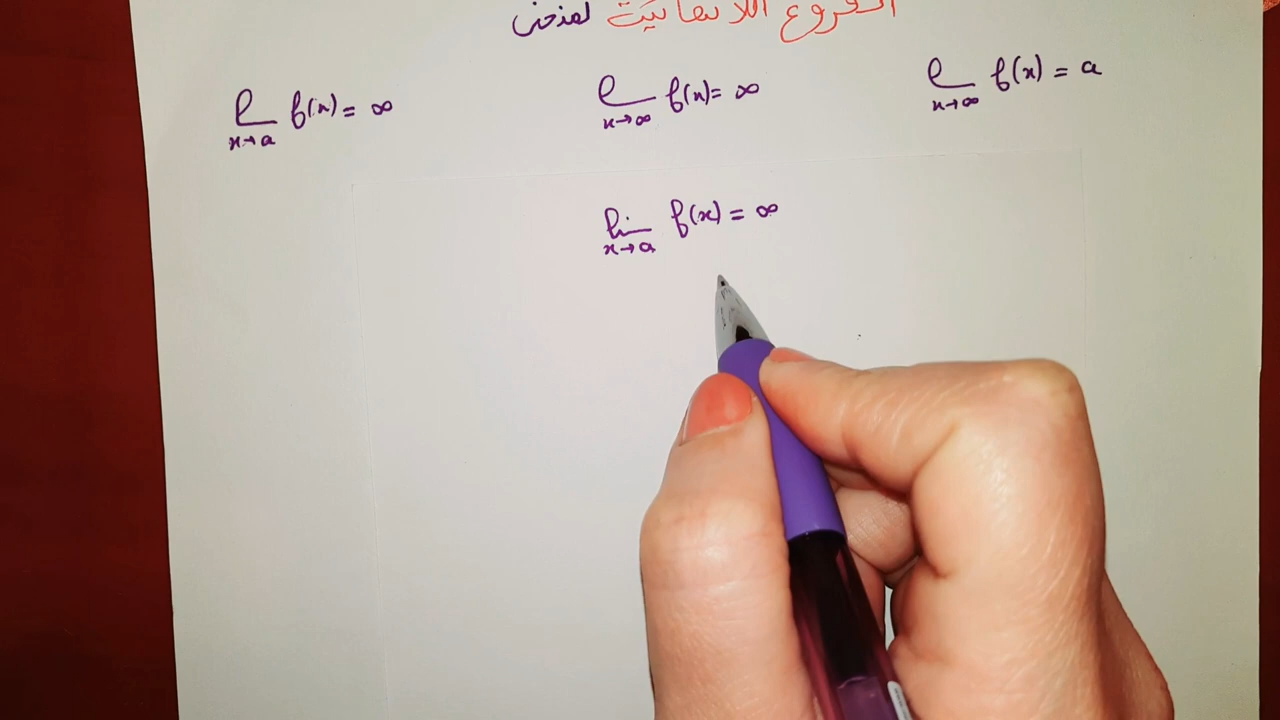 الفروع اللانهائية لمنحنى
lim x→a f(x) = ∞
lim x→∞ f(x) = ∞
lim x→∞ f(x) = a
lim x→a f(x) = ∞